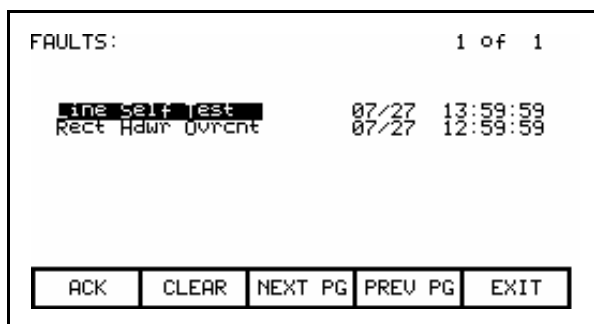 FAULTS: 1 of 1
Line Self Test 07/27 13:59:59
Rect Hdwr Ovrcnt 07/27 12:59:59
ACK CLEAR NEXT PG PREV PG EXIT